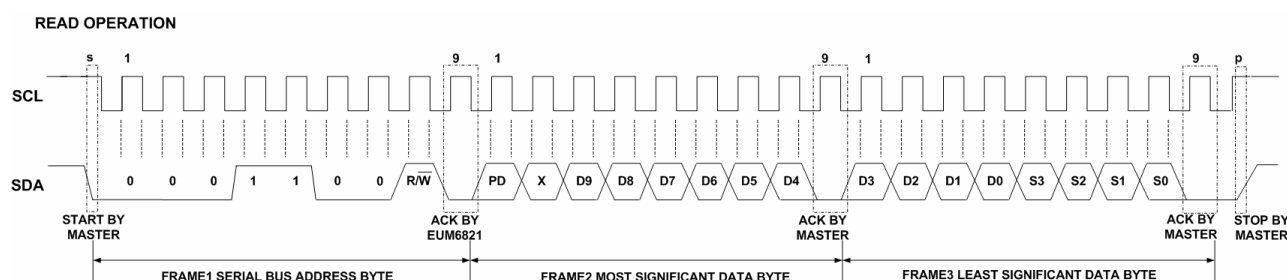 READ OPERATION
s 1 9 1 9 1 9 p
SCL
SDA 0 0 0 1 1 0 0 R/W PD X D9 D8 D7 D6 D5 D4 D3 D2 D1 D0 S3 S2 S1 S0
START BY MASTER
ACK BY EUM6821
ACK BY MASTER
ACK BY MASTER
STOP BY MASTER
FRAME1 SERIAL BUS ADDRESS BYTE
FRAME2 MOST SIGNIFICANT DATA BYTE
FRAME3 LEAST SIGNIFICANT DATA BYTE